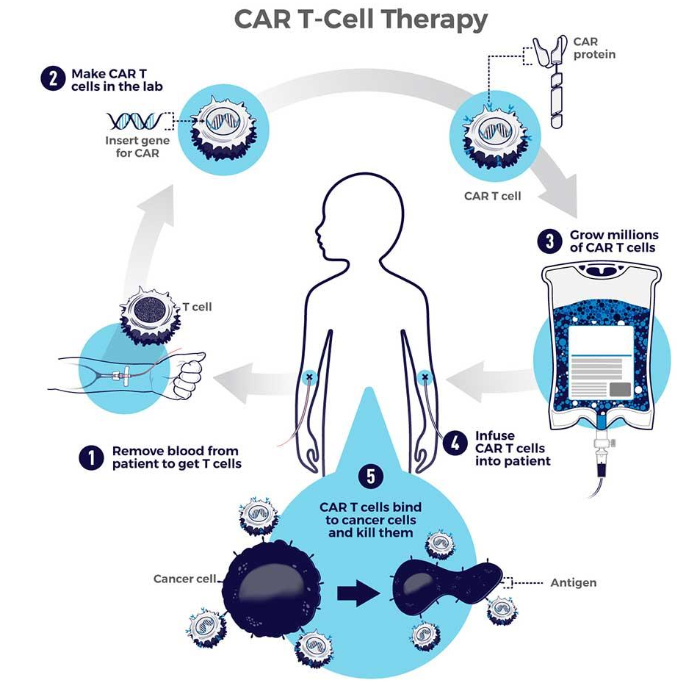 CAR T-Cell Therapy
CAR
protein
2 Make CAR T
cells in the lab
Insert gene
for CAR
CAR T cell
3 Grow millions
of CAR T cells
T cell
1 Remove blood from
patient to get T cells
4 Infuse
CAR T cells
into patient
5
CAR T cells bind
to cancer cells
and kill them
Cancer cell
Antigen